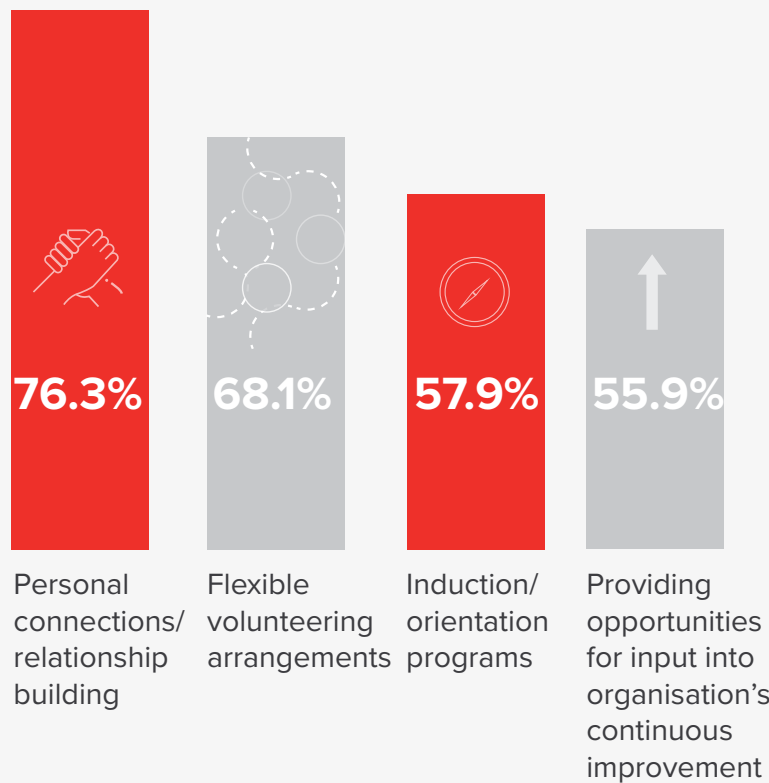 76.3%
68.1%
57.9%
55.9%
Personal
connections/
relationship
building
Flexible
volunteering
arrangements
Induction/
orientation
programs
Providing
opportunities
for input into
organisation's
continuous
improvement